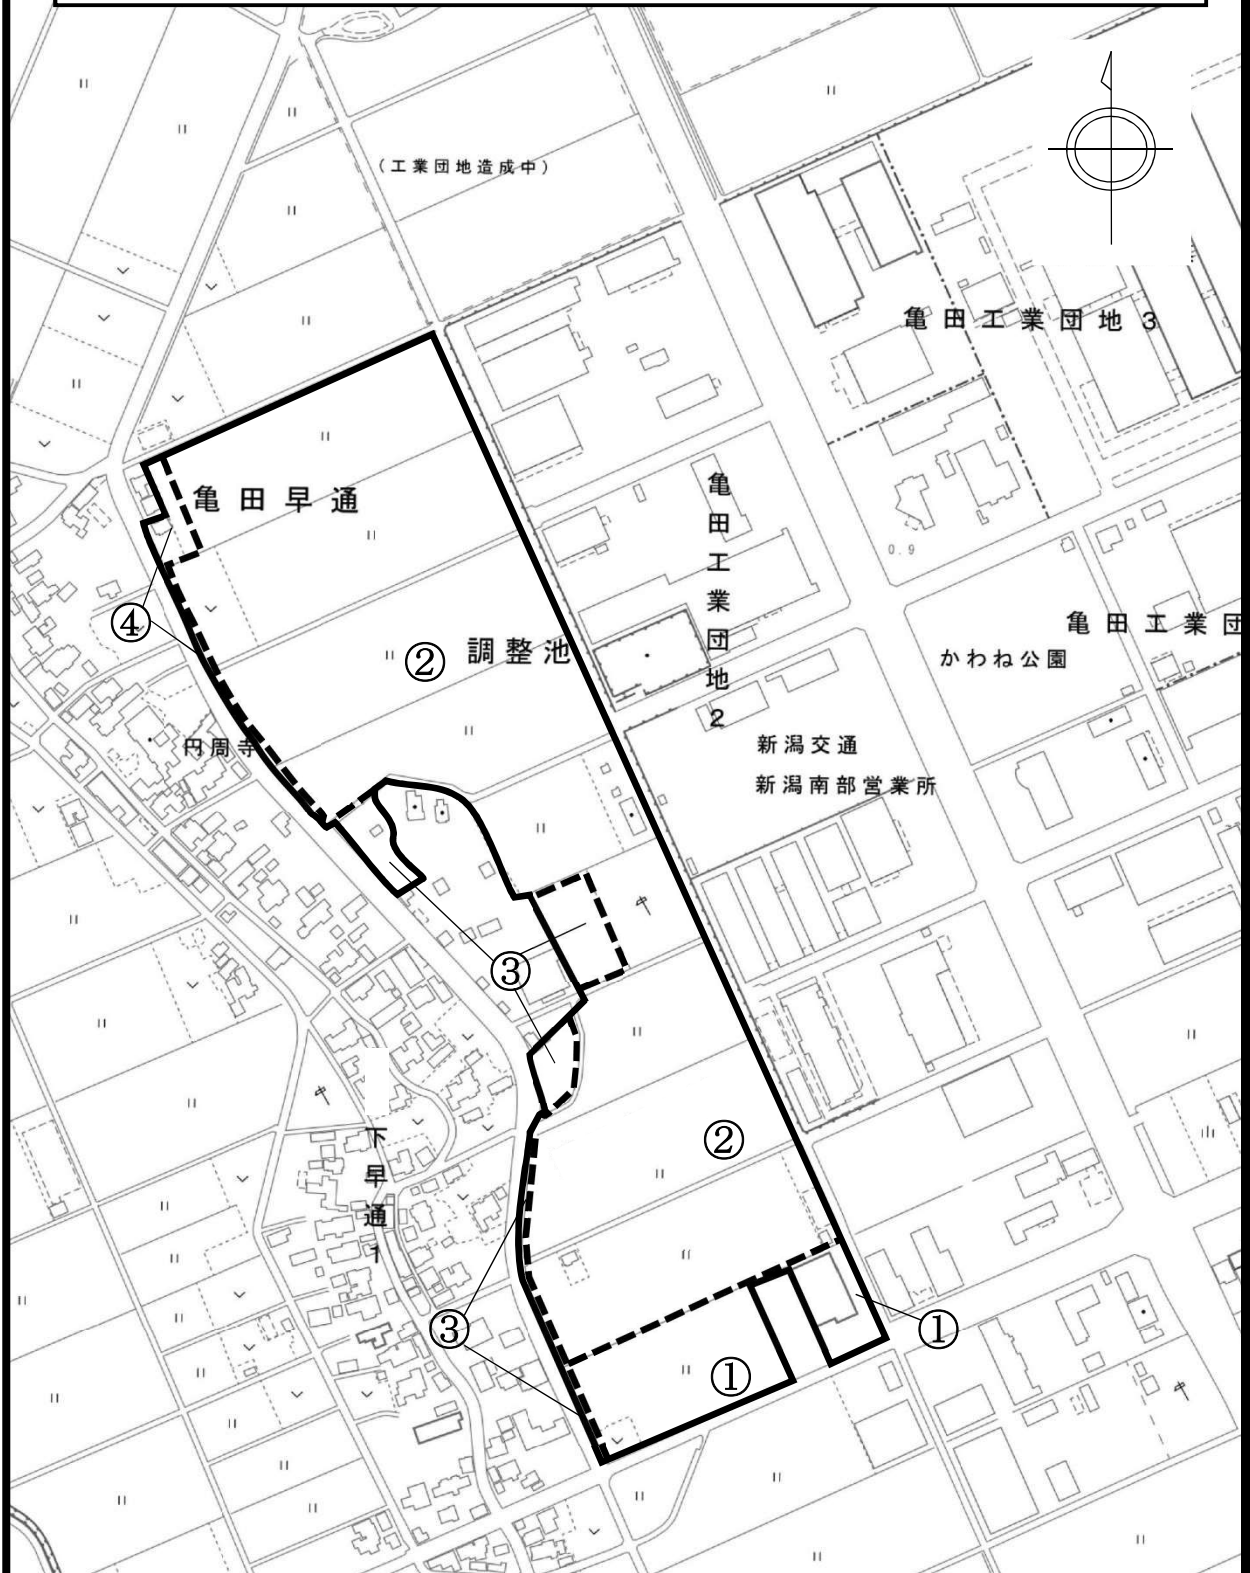 (工業団地造成中)
亀田工業団地3
亀田早通
亀田工業団地2
0.9
④
② 調整池
亀田工業団
かわね公園
円周寺
新潟交通
新潟南部営業所
③
②
下早通1
③
①
①